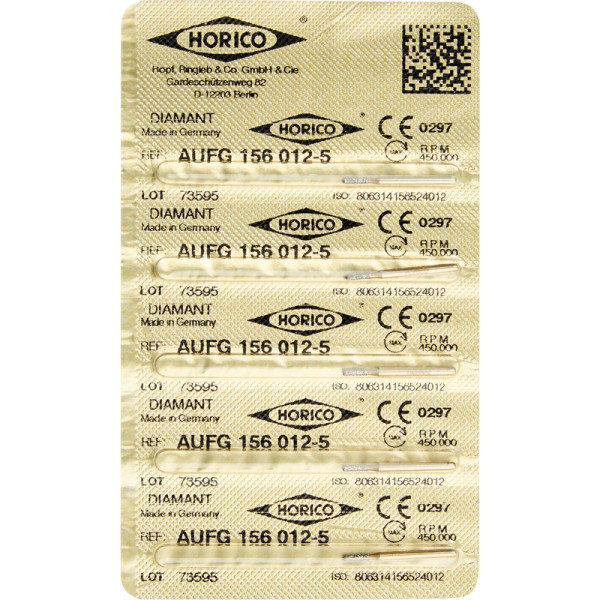 HORICO ®
Hopf, Ringleb & Co. GmbH & Cie
Gardeschützenweg 82
D-12203 Berlin
DIAMANT
Made in Germany
HORICO ®
CE 0297
REF: AUFG 156 012-5
MAX RPM 450.000
LOT 73595
ISO: 806314156524012
DIAMANT
Made in Germany
HORICO
CE 0297
REF: AUFG 156 012-5
MAX RPM 450.000
LOT 73595
ISO: 806314156524012
DIAMANT
Made in Germany
HORICO
CE 0297
REF: AUFG 156 012-5
MAX RPM 450.000
LOT 73595
ISO: 806314156524012
DIAMANT
Made in Germany
HORICO
CE 0297
REF: AUFG 156 012-5
MAX RPM 450.000
LOT 73595
ISO: 806314156524012
DIAMANT
Made in Germany
HORICO
CE 0297
REF: AUFG 156 012-5
MAX RPM 450.000
LOT 73595
ISO: 806314156524012